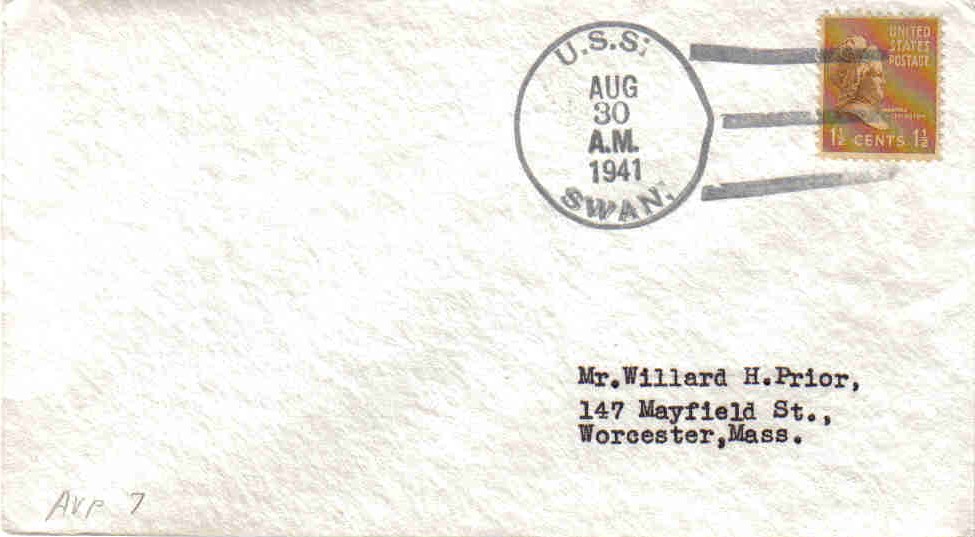 U.S.S.
AUG
30
A.M.
1941
SWAN.
UNITED
STATES
POSTAGE
1½ CENTS 1½
Mr.Willard H.Prior,
147 Mayfield St.,
Worcester,Mass.
AVP 7